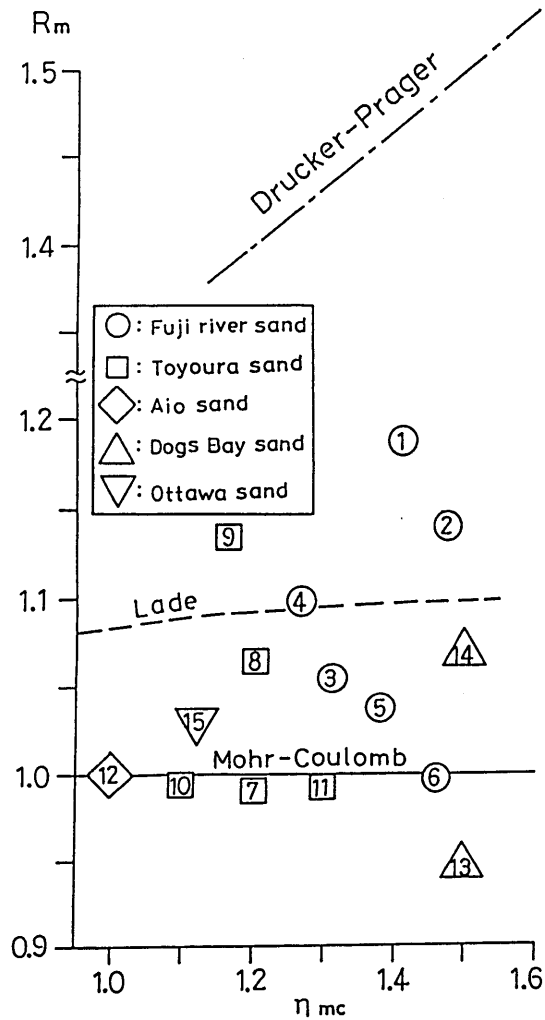 Rm
1.5
Drucker-Prager
1.4
○: Fuji river sand
□: Toyoura sand
◇: Aio sand
△: Dogs Bay sand
▽: Ottawa sand
1.2
1
2
9
1.1
Lade
4
8
14
3
5
15
Mohr-Coulomb
1.0
12
10
7
11
6
13
0.9
1.0
1.2
1.4
1.6
η mc